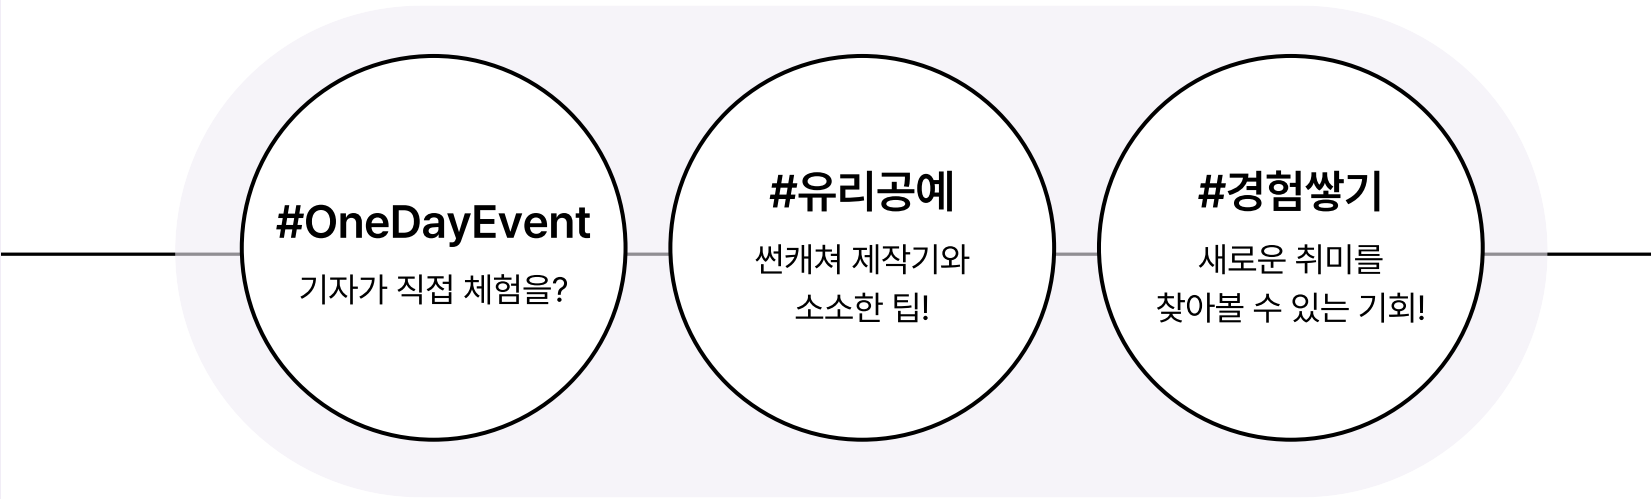 #OneDayEvent
기자가 직접 체험을?
#유리공예
썬캐쳐 제작기와
소소한 팁!
#경험쌓기
새로운 취미를
찾아볼 수 있는 기회!